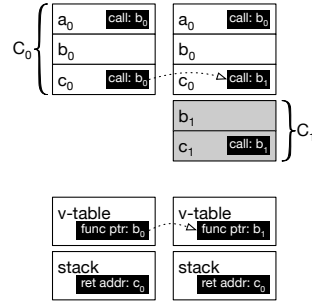 a₀ call: b₀ a₀ call: b₀
C₀ b₀ b₀
c₀ call: b₀ c₀ call: b₁
b₁
c₁ call: b₁
v-table v-table
func ptr: b₀ func ptr: b₁
stack stack
ret addr: c₀ ret addr: c₀